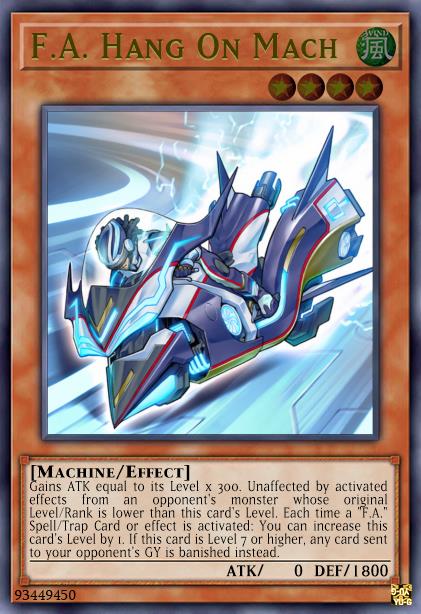 F.A. Hang On Mach
WIND
風
[Machine/Effect]
Gains ATK equal to its Level x 300. Unaffected by activated
effects from an opponent's monster whose original
Level/Rank is lower than this card's Level. Each time a "F.A."
Spell/Trap Card or effect is activated: You can increase this
card's Level by 1. If this card is Level 7 or higher, any card sent
to your opponent's GY is banished instead.
ATK/ 0 DEF/1800
93449450